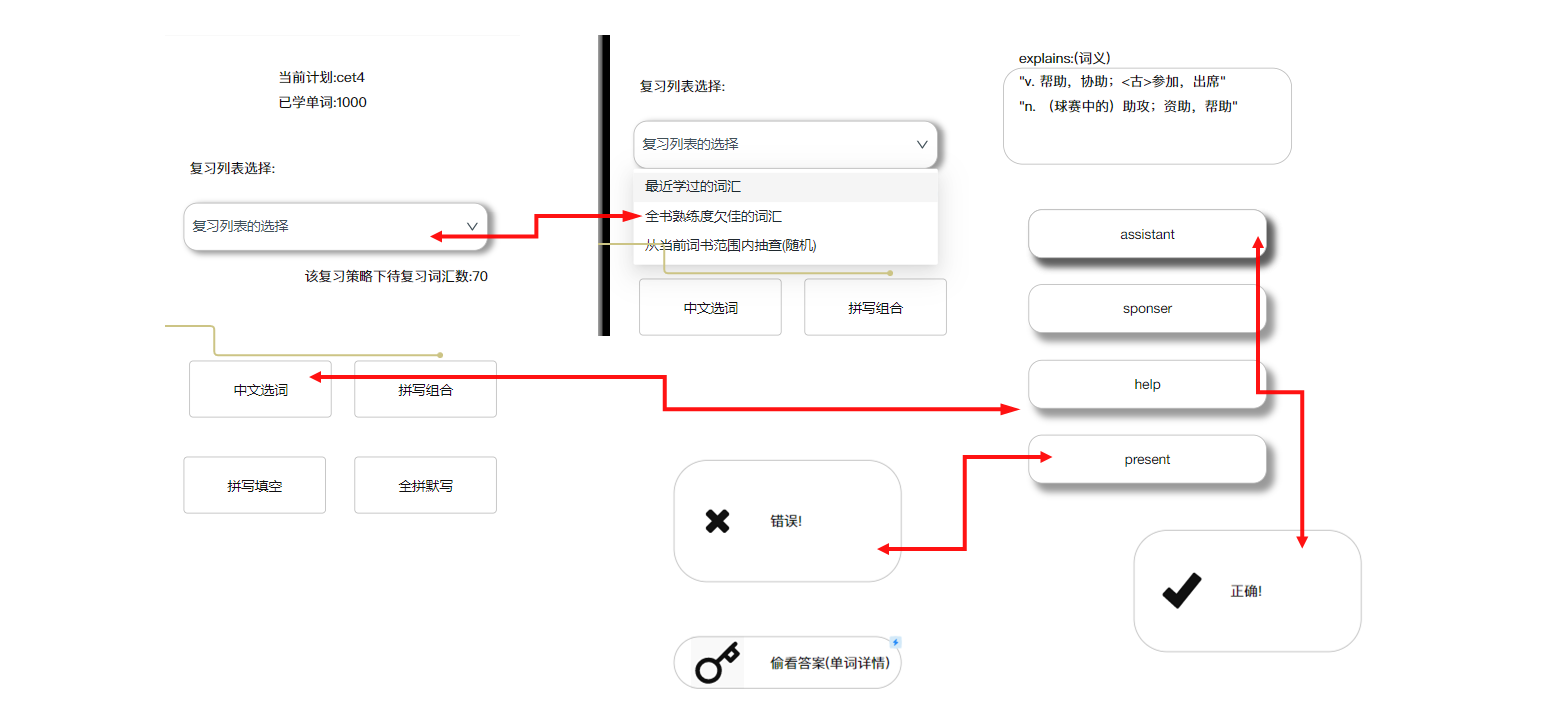 当前计划:cet4
已学单词:1000
复习列表选择:
复习列表的选择
该复习策略下待复习词汇数:70
中文选词
拼写组合
拼写填空
全拼默写
复习列表选择:
复习列表的选择
最近学过的词汇
全书熟练度欠佳的词汇
从当前词书范围内抽查(随机)
中文选词
拼写组合
explains:(词义)
"v. 帮助，协助；<古>参加，出席"
"n. （球赛中的）助攻；资助，帮助"
assistant
sponser
help
present
错误!
正确!
偷看答案(单词详情)